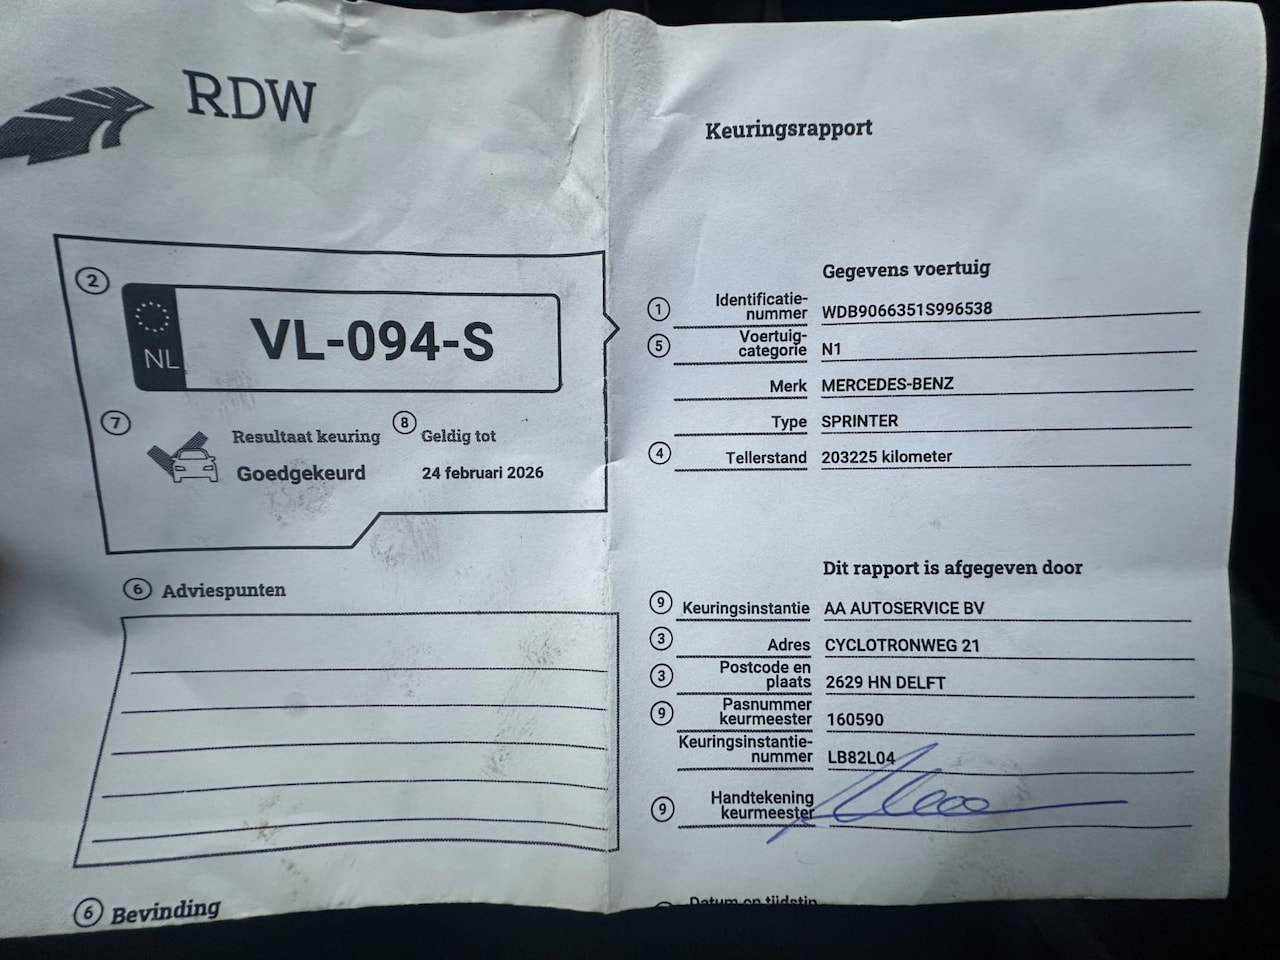 RDW
Keuringsrapport
2
NL
VL-094-S
7
Resultaat keuring
Goedgekeurd
8
Geldig tot
24 februari 2026
6 Adviespunten
6 Bevinding
Gegevens voertuig
1 Identificatie-
nummer WDB9066351S996538
5 Voertuig-
categorie N1
Merk MERCEDES-BENZ
Type SPRINTER
4 Tellerstand 203225 kilometer
Dit rapport is afgegeven door
9 Keuringsinstantie AA AUTOSERVICE BV
3 Adres CYCLOTRONWEG 21
3 Postcode en
plaats 2629 HN DELFT
9 Pasnummer
keurmeester 160590
Keuringsinstantie-
nummer LB82L04
9 Handtekening
keurmeester
Datum en tijdstip